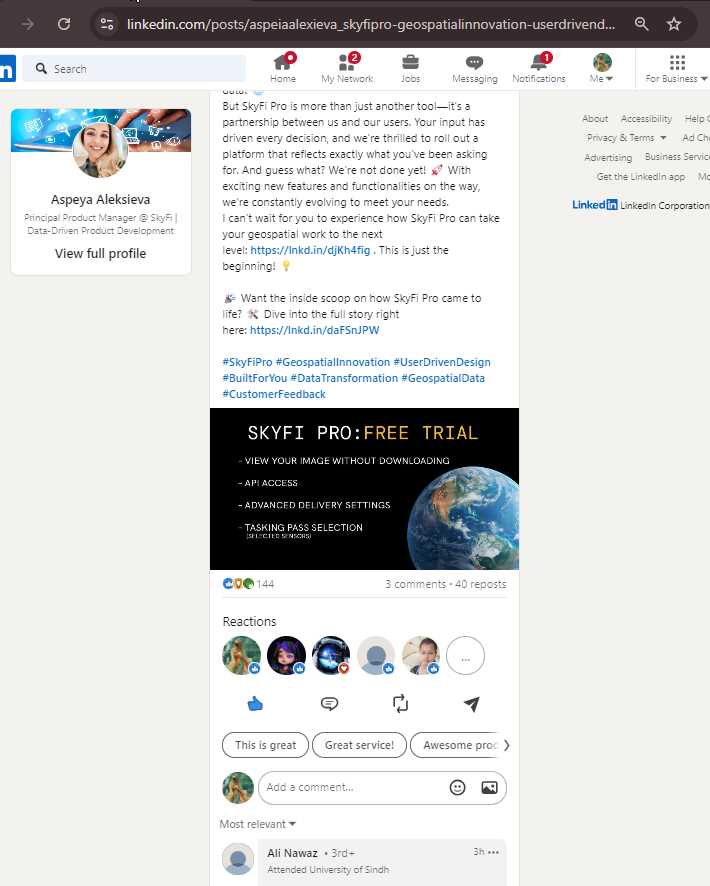 linkedin.com/posts/aspeiaalexieva_skyfipro-geospatialinnovation-userdrivend...
Search
Home
My Network
Jobs
Messaging
1
Notifications
Me
For Business
Aspeya Aleksieva
Principal Product Manager @ SkyFi |
Data-Driven Product Development
View full profile
data!
But SkyFi Pro is more than just another tool—it's a
partnership between us and our users. Your input has
driven every decision, and we're thrilled to roll out a
platform that reflects exactly what you've been asking
for. And guess what? We're not done yet! 🚀 With
exciting new features and functionalities on the way,
we're constantly evolving to meet your needs.
I can't wait for you to experience how SkyFi Pro can take
your geospatial work to the next
level: https://lnkd.in/djKh4fig . This is just the
beginning! 💡
🎉 Want the inside scoop on how SkyFi Pro came to
life? 🛠️ Dive into the full story right
here: https://lnkd.in/daFSnJPW
#SkyFiPro #GeospatialInnovation #UserDrivenDesign
#BuiltForYou #DataTransformation #GeospatialData
#CustomerFeedback
SKYFI PRO:FREE TRIAL
- VIEW YOUR IMAGE WITHOUT DOWNLOADING
- API ACCESS
- ADVANCED DELIVERY SETTINGS
- TASKING PASS SELECTION
(SELECTED SENSORS)
144
3 comments • 40 reposts
Reactions
...
This is great
Great service!
Awesome prod
Add a comment...
Most relevant
Ali Nawaz • 3rd+
3h
Attended University of Sindh
About Accessibility Help C
Privacy & Terms Ad Cho
Advertising Business Service
Get the LinkedIn app Mo
LinkedIn LinkedIn Corporation